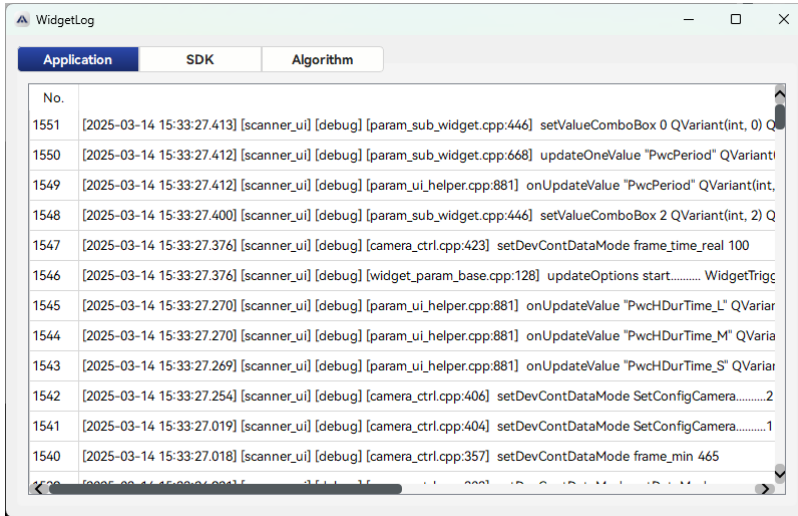 WidgetLog
Application SDK Algorithm
No.
1551 [2025-03-14 15:33:27.413] [scanner_ui] [debug] [param_sub_widget.cpp:446] setValueComboBox 0 QVariant(int, 0) Q
1550 [2025-03-14 15:33:27.412] [scanner_ui] [debug] [param_sub_widget.cpp:668] updateOneValue "PwcPeriod" QVariant(
1549 [2025-03-14 15:33:27.412] [scanner_ui] [debug] [param_ui_helper.cpp:881] onUpdateValue "PwcPeriod" QVariant(int,
1548 [2025-03-14 15:33:27.400] [scanner_ui] [debug] [param_sub_widget.cpp:446] setValueComboBox 2 QVariant(int, 2) Q
1547 [2025-03-14 15:33:27.376] [scanner_ui] [debug] [camera_ctrl.cpp:423] setDevContDataMode frame_time_real 100
1546 [2025-03-14 15:33:27.376] [scanner_ui] [debug] [widget_param_base.cpp:128] updateOptions start.......... WidgetTrigg
1545 [2025-03-14 15:33:27.270] [scanner_ui] [debug] [param_ui_helper.cpp:881] onUpdateValue "PwcHDurTime_L" QVarian
1544 [2025-03-14 15:33:27.270] [scanner_ui] [debug] [param_ui_helper.cpp:881] onUpdateValue "PwcHDurTime_M" QVaria
1543 [2025-03-14 15:33:27.269] [scanner_ui] [debug] [param_ui_helper.cpp:881] onUpdateValue "PwcHDurTime_S" QVarian
1542 [2025-03-14 15:33:27.254] [scanner_ui] [debug] [camera_ctrl.cpp:406] setDevContDataMode SetConfigCamera..........2
1541 [2025-03-14 15:33:27.019] [scanner_ui] [debug] [camera_ctrl.cpp:404] setDevContDataMode SetConfigCamera..........1
1540 [2025-03-14 15:33:27.018] [scanner_ui] [debug] [camera_ctrl.cpp:357] setDevContDataMode frame_min 465